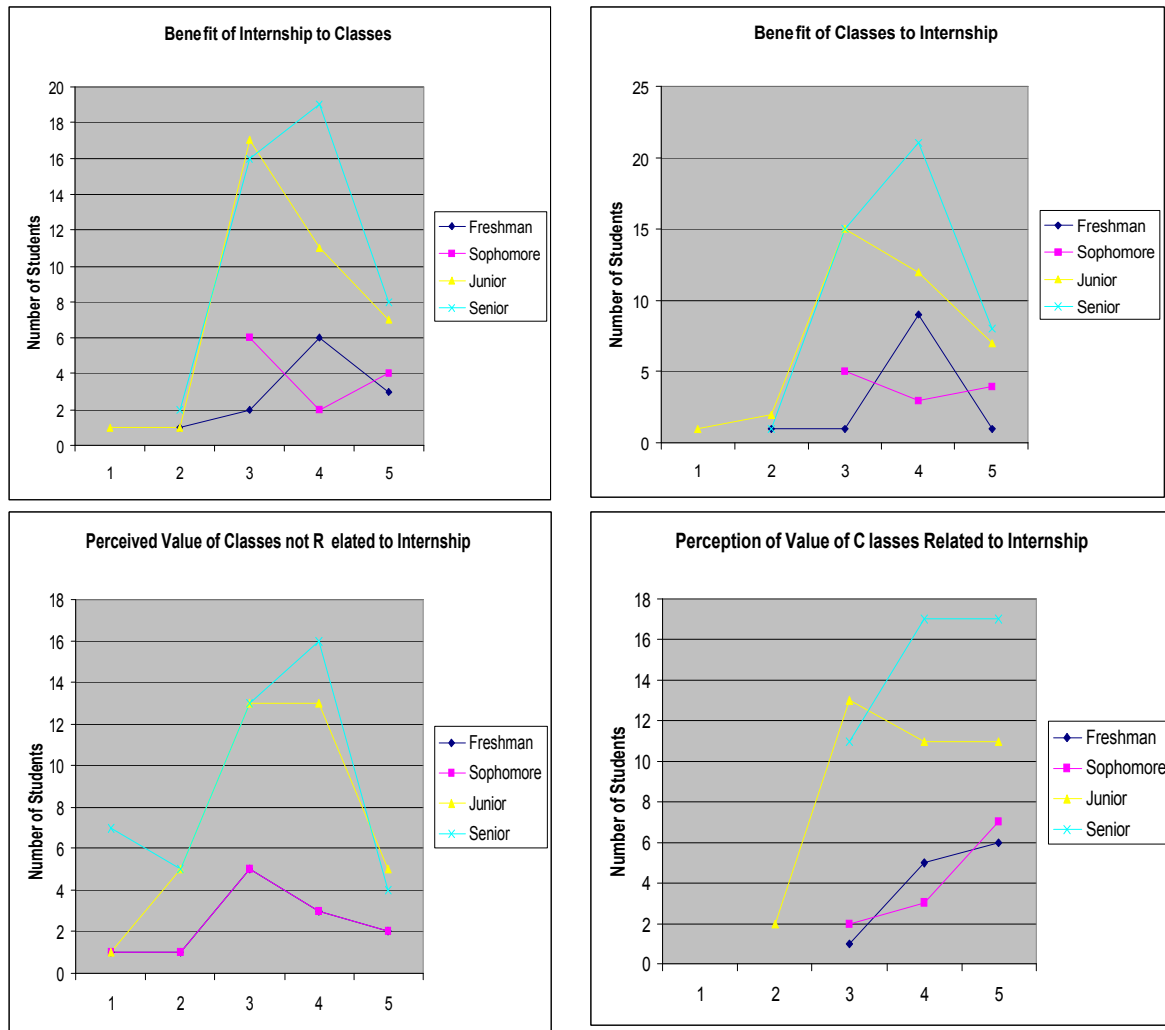 Benefit of Internship to Classes
20
18
16
14
12
10
8
6
4
2
0
Number of Students
1 2 3 4 5
Freshman
Sophomore
Junior
Senior
Benefit of Classes to Internship
25
20
15
10
5
0
Number of Students
1 2 3 4 5
Freshman
Sophomore
Junior
Senior
Perceived Value of Classes not R elated to Internship
18
16
14
12
10
8
6
4
2
0
Number of Students
1 2 3 4 5
Freshman
Sophomore
Junior
Senior
Perception of Value of C lasses Related to Internship
18
16
14
12
10
8
6
4
2
0
Number of Students
1 2 3 4 5
Freshman
Sophomore
Junior
Senior